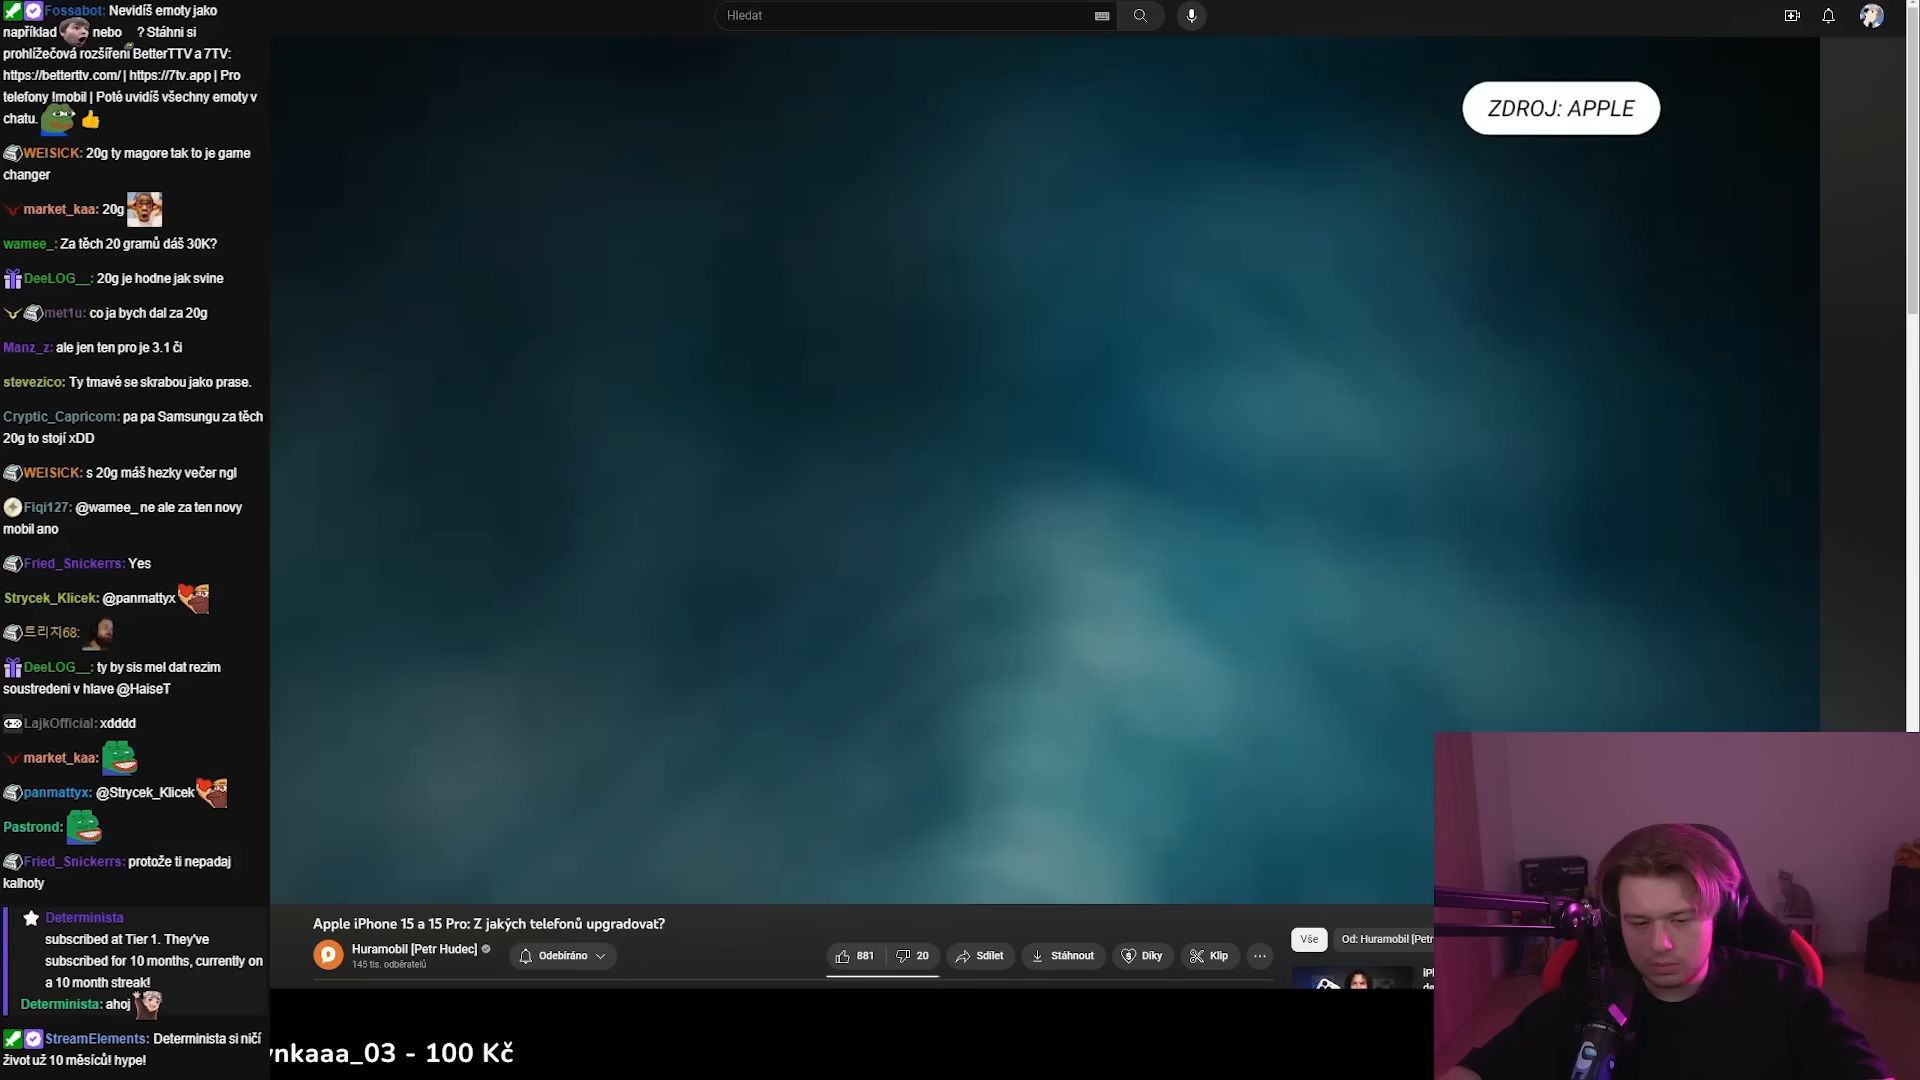 Fossabot: Nevidíš emoty jako
například nebo ? Stáhni si
prohlížečová rozšíření BetterTTV a 7TV:
https://betterttv.com/ | https://7tv.app | Pro
telefony !mobil | Poté uvidíš všechny emoty v
chatu.
WEISICK: 20g ty magore tak to je game
changer
market_kaa: 20g
wamee_: Za těch 20 gramů dáš 30K?
DeeLOG__: 20g je hodne jak svine
met1u: co ja bych dal za 20g
Manz_z: ale jen ten pro je 3.1 či
stevezico: Ty tmavé se skrabou jako prase.
Cryptic_Capricorn: pa pa Samsungu za těch
20g to stojí xDD
WEISICK: s 20g máš hezky večer ngl
Fiqi127: @wamee_ ne ale za ten novy
mobil ano
Fried_Snickerrs: Yes
Strycek_Klicek: @panmattyx
트리치68:
DeeLOG__: ty by sis mel dat rezim
soustredeni v hlave @HaiseT
LajkOfficial: xdddd
market_kaa:
panmattyx: @Strycek_Klicek
Pastrond:
Fried_Snickerrs: protože ti nepadaj
kalhoty
Determinista
subscribed at Tier 1. They've
subscribed for 10 months, currently on
a 10 month streak!
Determinista: ahoj
StreamElements: Determinista si ničí
život už 10 měsíců! hype!
Hledat
ZDROJ: APPLE
Apple iPhone 15 a 15 Pro: Z jakých telefonů upgradovat?
Huramobil [Petr Hudec]
145 tis. odběratelů
Odebíráno
881
20
Sdílet
Stáhnout
Díky
Klip
Vše
Od: Huramobil [Petr
ynkaaa_03 - 100 Kč